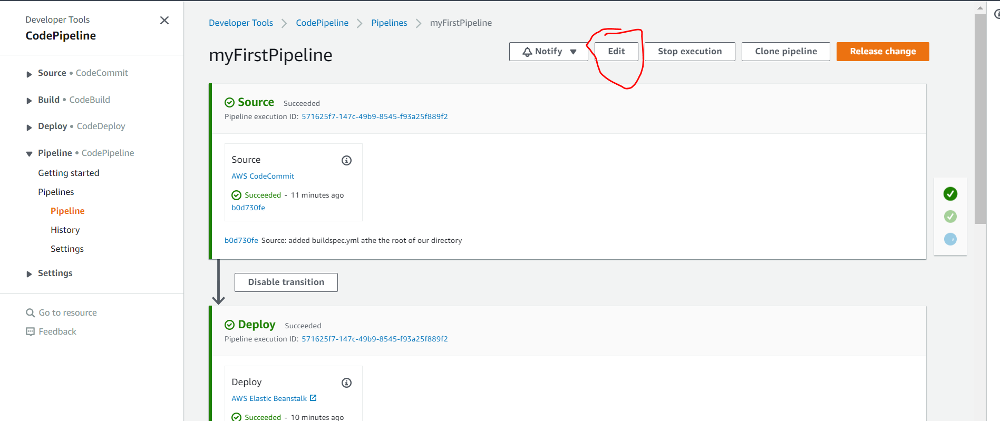 Developer Tools
CodePipeline
Source • CodeCommit
Build • CodeBuild
Deploy • CodeDeploy
Pipeline • CodePipeline
Getting started
Pipelines
Pipeline
History
Settings
Settings
Go to resource
Feedback
Developer Tools > CodePipeline > Pipelines > myFirstPipeline
myFirstPipeline
Notify Edit Stop execution Clone pipeline Release change
Source Succeeded
Pipeline execution ID: 571625f7-147c-49b9-8545-f93a25f889f2
Source
AWS CodeCommit
Succeeded - 11 minutes ago
b0d730fe
b0d730fe Source: added buildspec.yml athe the root of our directory
Disable transition
Deploy Succeeded
Pipeline execution ID: 571625f7-147c-49b9-8545-f93a25f889f2
Deploy
AWS Elastic Beanstalk
Succeeded - 10 minutes ago